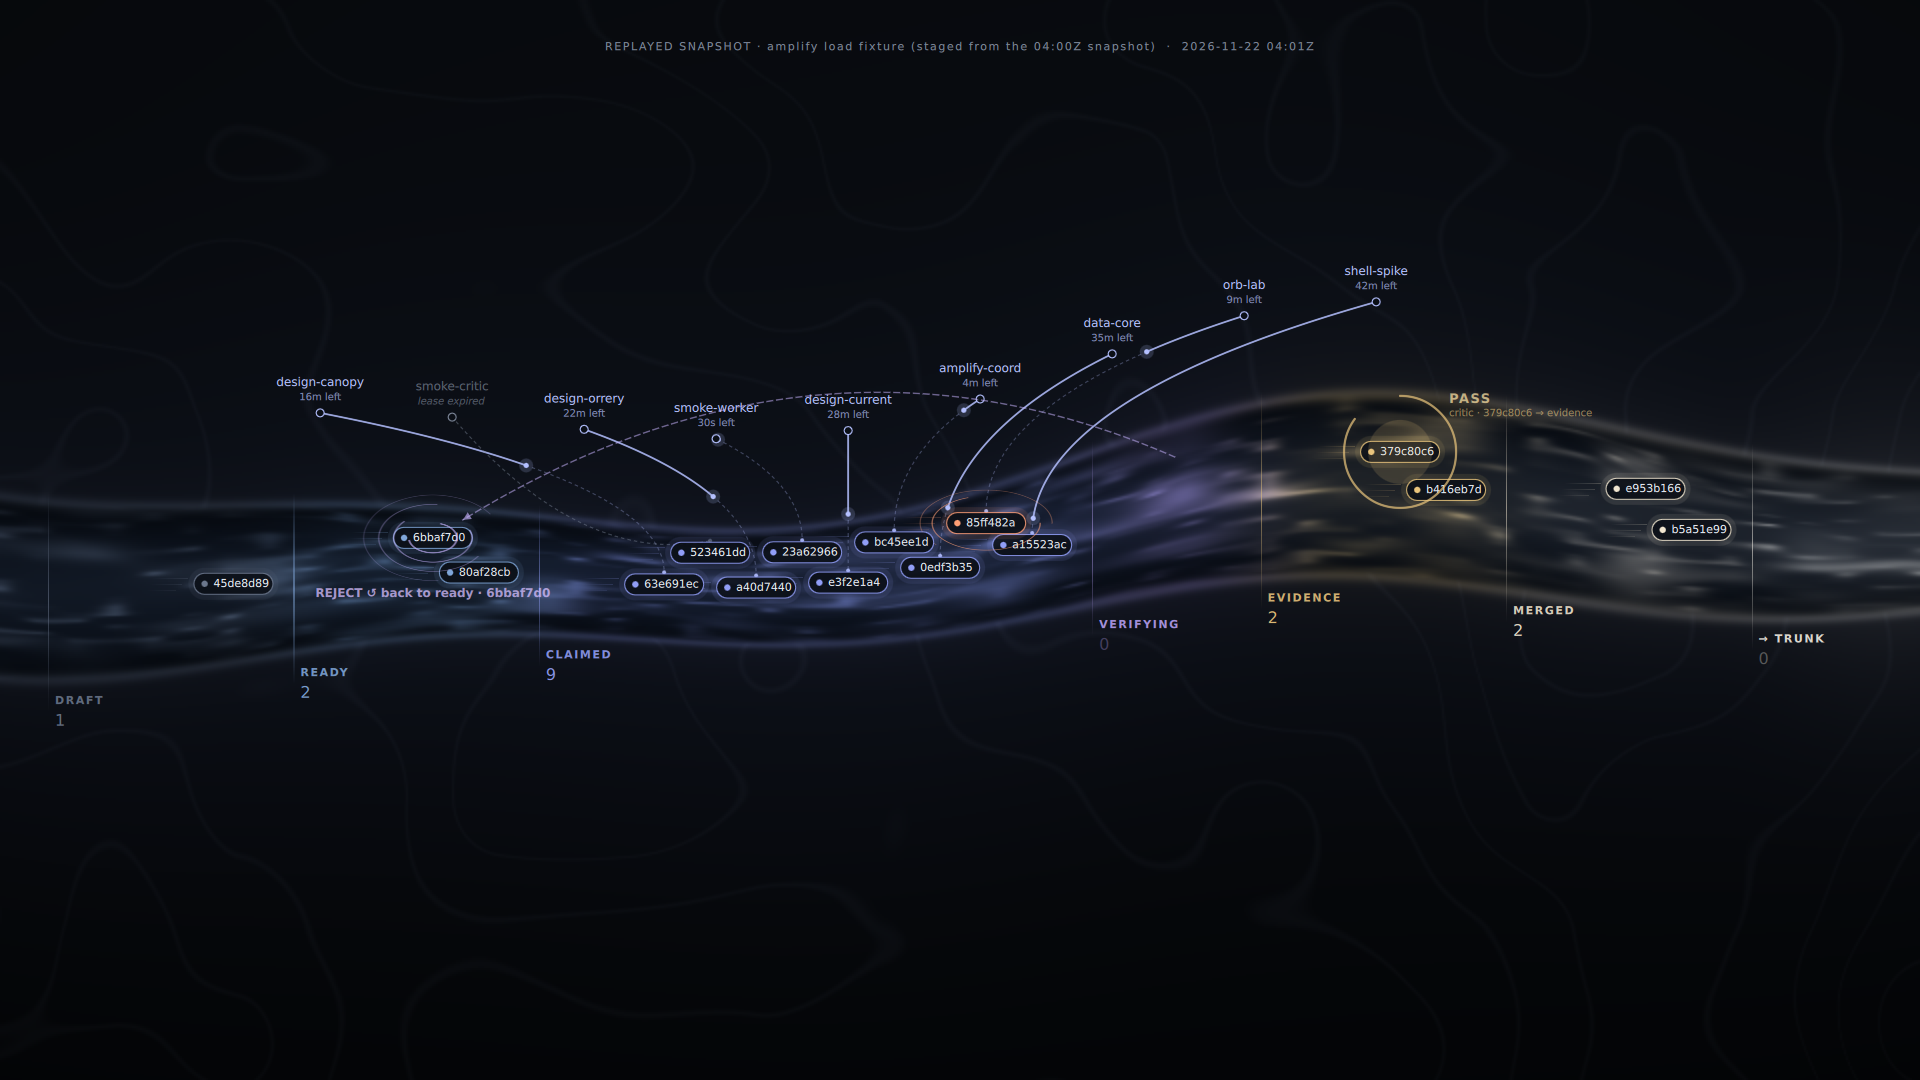 REPLAYED SNAPSHOT · amplify load fixture (staged from the 04:00Z snapshot) · 2026-11-22 04:01Z
shell-spike
42m left
orb-lab
9m left
data-core
35m left
amplify-coord
4m left
design-canopy
16m left
smoke-critic
lease expired
design-orrery
22m left
smoke-worker
30s left
design-current
28m left
PASS
critic · 379c80c6 → evidence
379c80c6
b416eb7d
e953b166
b5a51e99
85ff482a
a15523ac
bc45ee1d
0edf3b35
523461dd
23a62966
63e691ec
a40d7440
e3f2e1a4
6bbaf7d0
80af28cb
45de8d89
REJECT ↺ back to ready · 6bbaf7d0
DRAFT
1
READY
2
CLAIMED
9
VERIFYING
0
EVIDENCE
2
MERGED
2
→ TRUNK
0